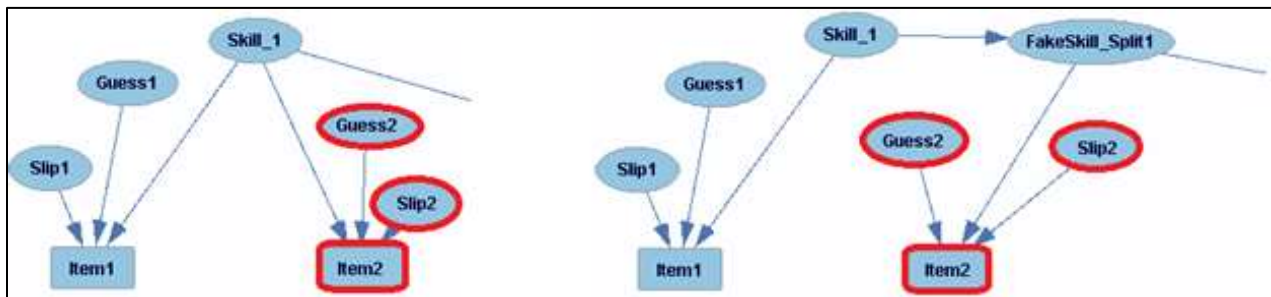 Skill_1
Guess1
Guess2
Slip1
Slip2
Item1
Item2
Skill_1
FakeSkill_Split1
Guess1
Guess2
Slip2
Slip1
Item1
Item2